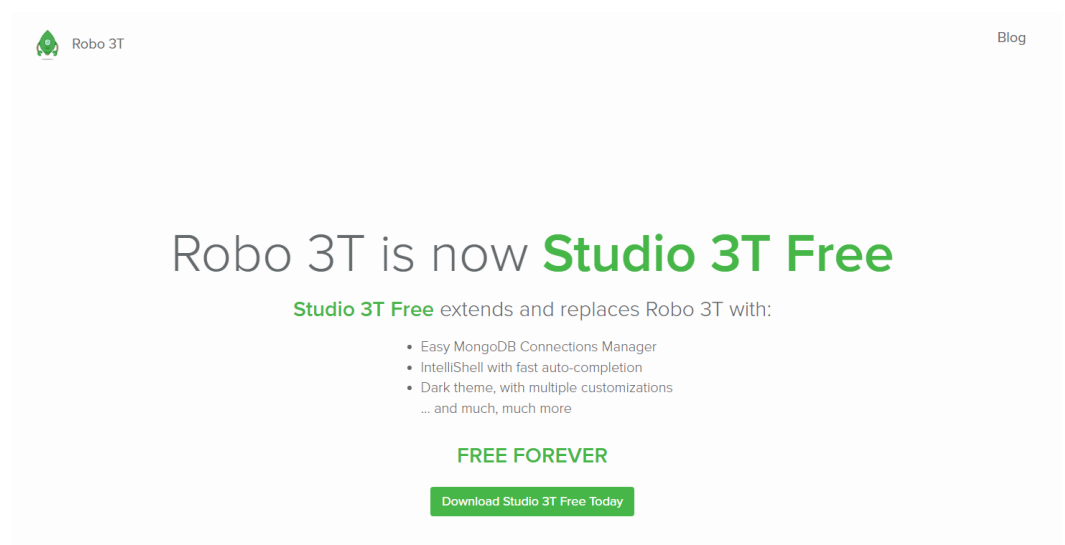 Robo 3T
Blog
Robo 3T is now Studio 3T Free
Studio 3T Free extends and replaces Robo 3T with:
• Easy MongoDB Connections Manager
• IntelliShell with fast auto-completion
• Dark theme, with multiple customizations
... and much, much more
FREE FOREVER
Download Studio 3T Free Today